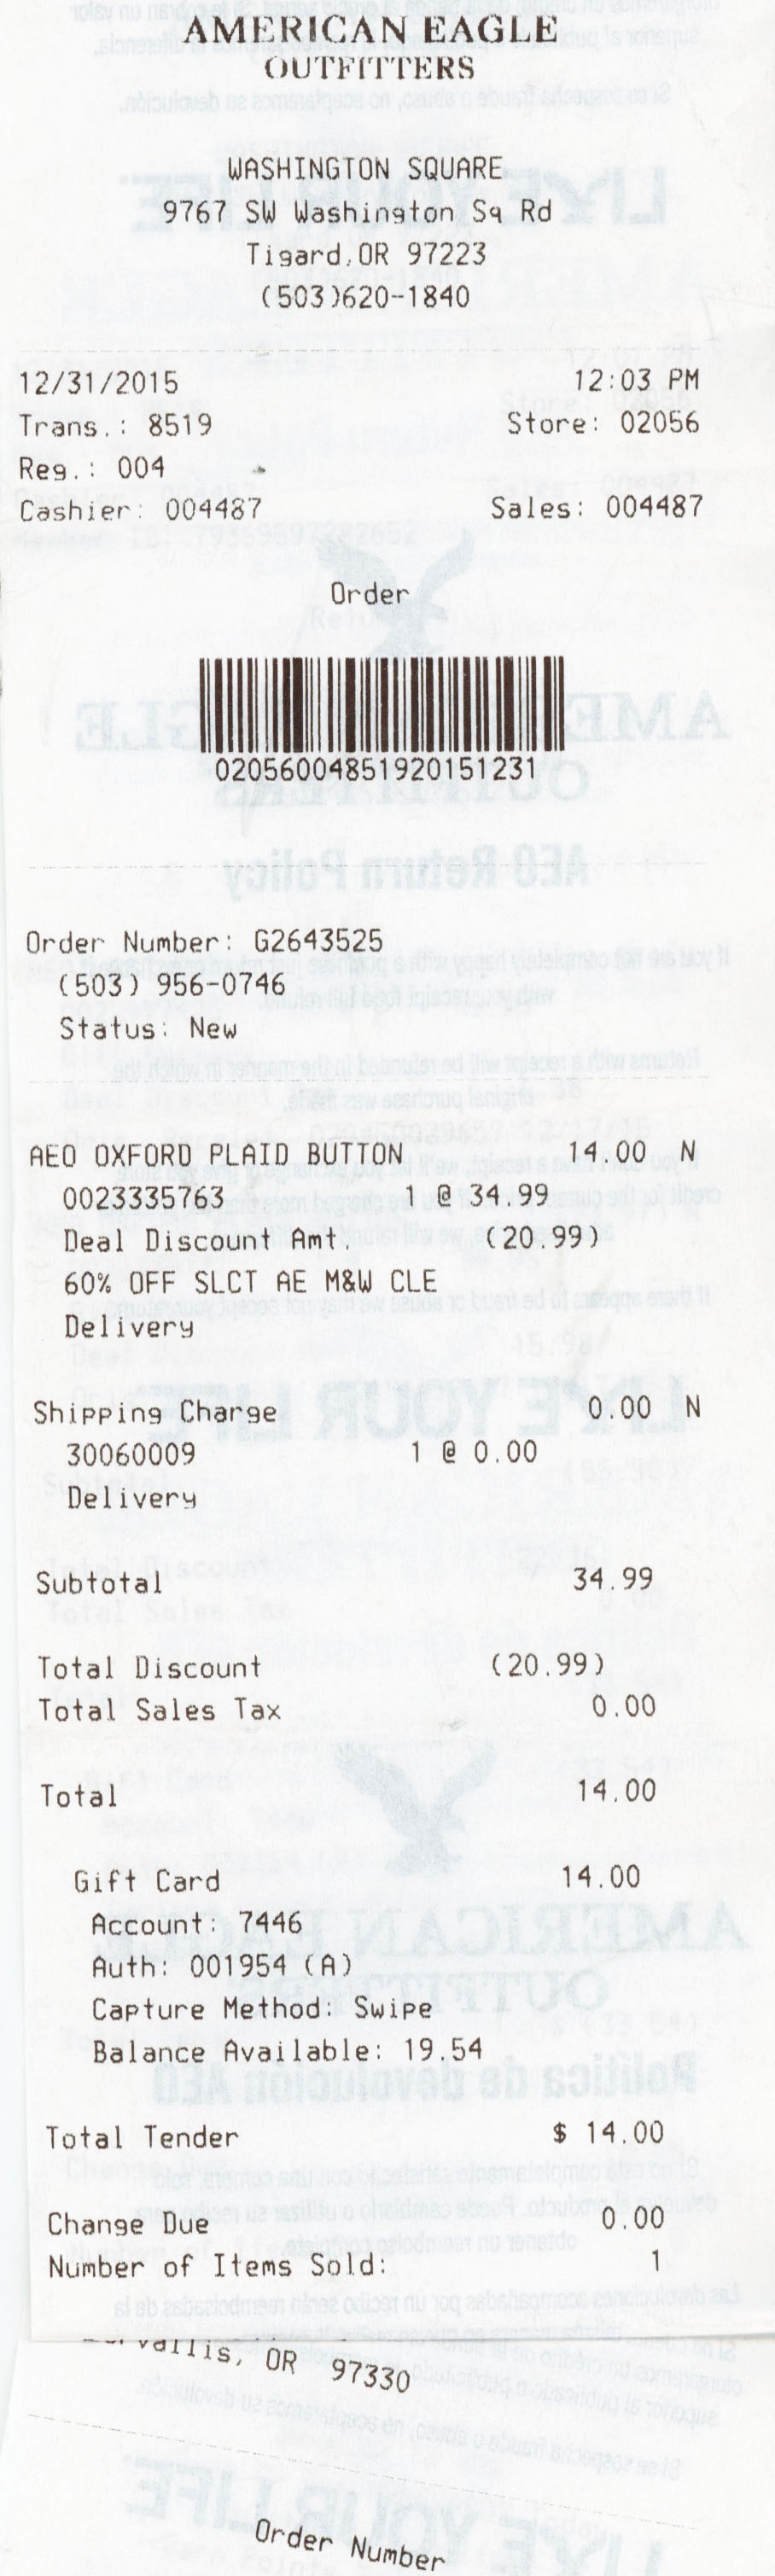 AMERICAN EAGLE
OUTFITTERS
WASHINGTON SQUARE
9767 SW Washington Sq Rd
Tigard,OR 97223
(503)620-1840
12/31/2015 12:03 PM
Trans.: 8519 Store: 02056
Reg.: 004
Cashier: 004487 Sales: 004487
Order
02056004851920151231
AEO Return Policy
Order Number: G2643525
(503) 956-0746
Status: New
AEO OXFORD PLAID BUTTON 14.00 N
0023335763 1 @ 34.99
Deal Discount Amt. (20.99)
60% OFF SLCT AE M&W CLE
Delivery
Shipping Charge 0.00 N
30060009 1 @ 0.00
Delivery
Subtotal 34.99
Total Discount (20.99)
Total Sales Tax 0.00
Total 14.00
Gift Card 14.00
Account: 7446
Auth: 001954 (A)
Capture Method: Swipe
Balance Available: 19.54
Total Tender $ 14.00
Change Due 0.00
Number of Items Sold: 1
OR 97330
Order Number